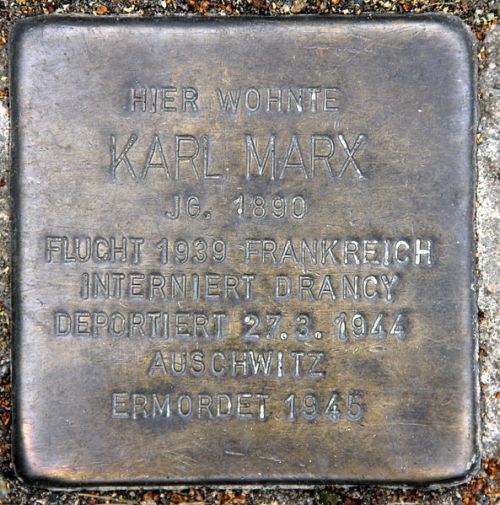 HIER WOHNTE
KARL MARX
JG. 1890
FLUCHT 1939 FRANKREICH
INTERNIERT DRANCY
DEPORTIERT 27.3.1944
AUSCHWITZ
ERMORDET 1945